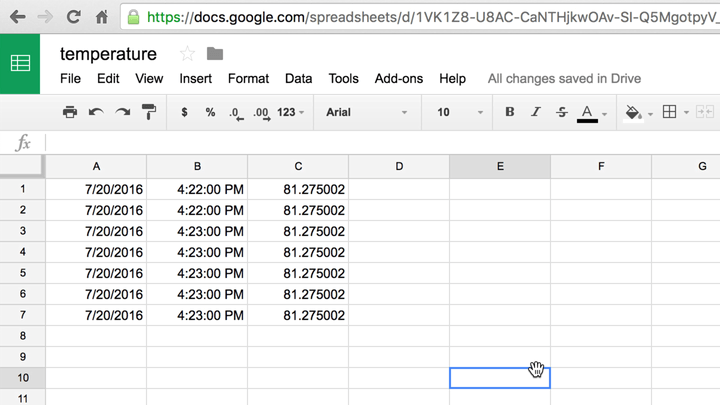 https://docs.google.com/spreadsheets/d/1VK1Z8-U8AC-CaNTHjkwOAv-SI-Q5MgotpyV_
temperature
File Edit View Insert Format Data Tools Add-ons Help All changes saved in Drive
$ % .0 .00 123 Arial 10 B I S A
fx
A B C D E F G
1 7/20/2016 4:22:00 PM 81.275002
2 7/20/2016 4:22:00 PM 81.275002
3 7/20/2016 4:23:00 PM 81.275002
4 7/20/2016 4:23:00 PM 81.275002
5 7/20/2016 4:23:00 PM 81.275002
6 7/20/2016 4:23:00 PM 81.275002
7 7/20/2016 4:23:00 PM 81.275002
8
9
10
11